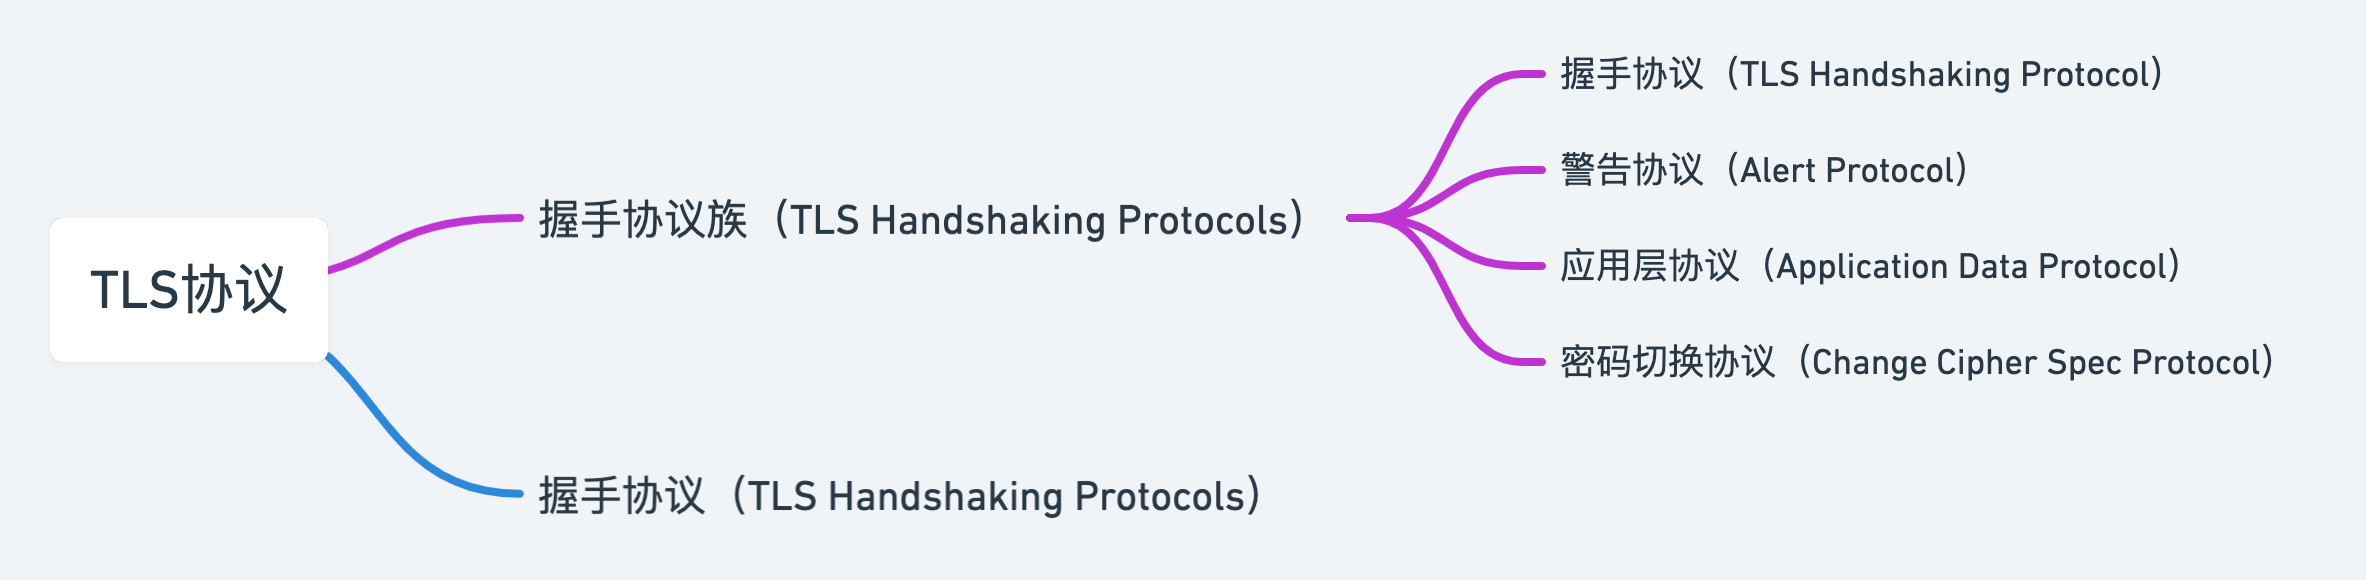 TLS协议
握手协议族（TLS Handshaking Protocols）
握手协议（TLS Handshaking Protocol）
警告协议（Alert Protocol）
应用层协议（Application Data Protocol）
密码切换协议（Change Cipher Spec Protocol）
握手协议（TLS Handshaking Protocols）